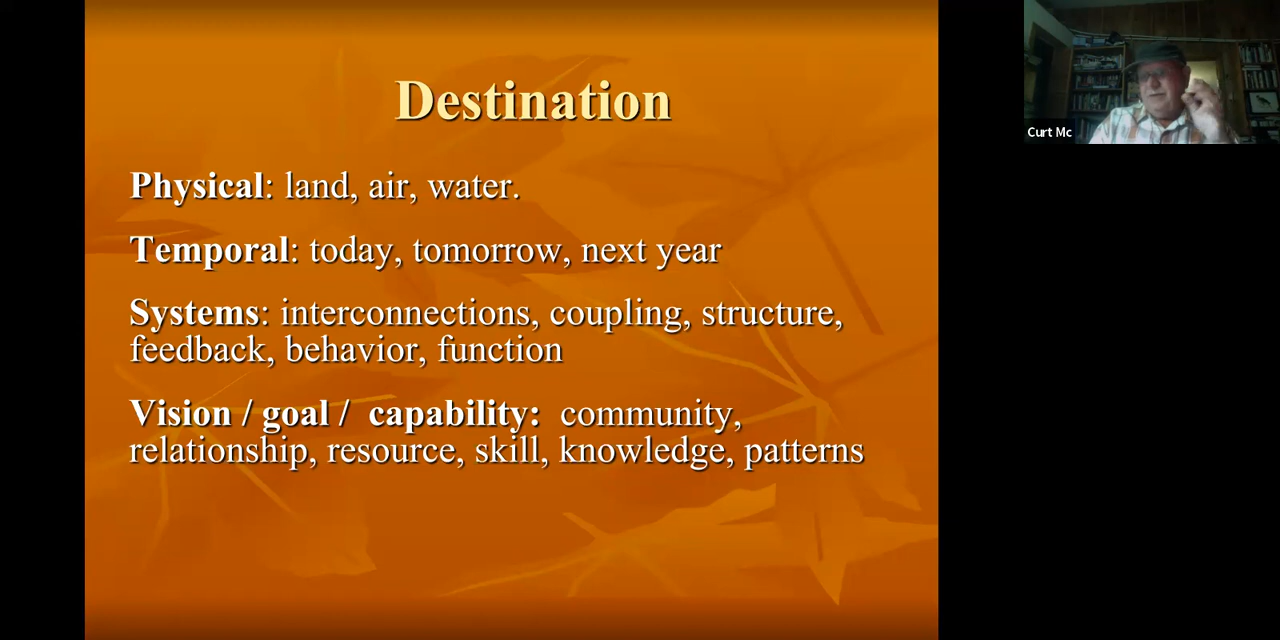 Destination
Physical: land, air, water.
Temporal: today, tomorrow, next year
Systems: interconnections, coupling, structure,
feedback, behavior, function
Vision / goal /  capability:  community,
relationship, resource, skill, knowledge, patterns
Curt Mc